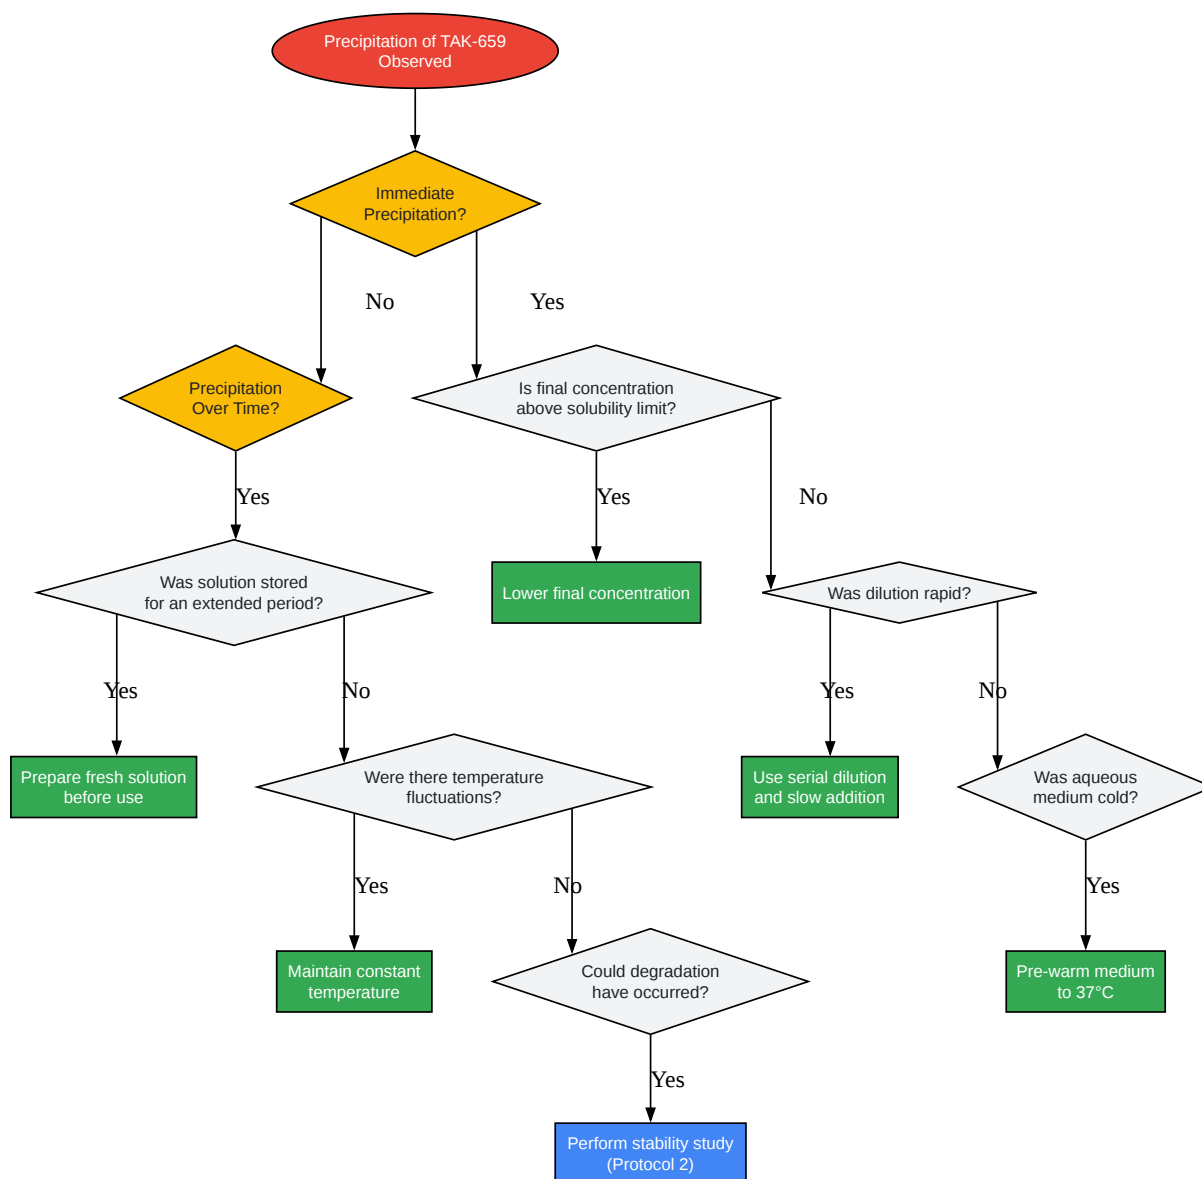 Precipitation of TAK-659
Observed
Immediate
Precipitation?
No
Yes
Precipitation
Over Time?
Is final concentration
above solubility limit?
Yes
Yes
No
Was solution stored
for an extended period?
Lower final concentration
Was dilution rapid?
Yes
No
Yes
No
Prepare fresh solution
before use
Were there temperature
fluctuations?
Use serial dilution
and slow addition
Was aqueous
medium cold?
Yes
No
Yes
Maintain constant
temperature
Could degradation
have occurred?
Pre-warm medium
to 37°C
Yes
Perform stability study
(Protocol 2)